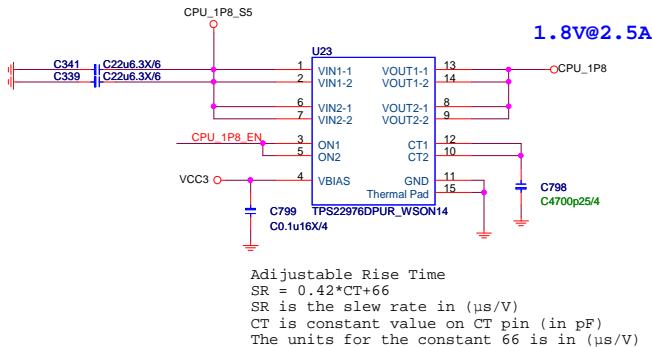 CPU_1P8_S5
1.8V@2.5A
U23
C341 C22u6.3X/6
C339 C22u6.3X/6
1 VIN1-1 VOUT1-1 13 CPU_1P8
2 VIN1-2 VOUT1-2 14
6 VIN2-1 VOUT2-1 8
7 VIN2-2 VOUT2-2 9
CPU_1P8_EN 3 ON1 CT1 12
5 ON2 CT2 10
VCC3 4 VBIAS GND 11
Thermal Pad 15
C798
C4700p25/4
C799
C0.1u16X/4
TPS22976DPUR_WSON14
Adijustable Rise Time
SR = 0.42*CT+66
SR is the slew rate in (µs/V)
CT is constant value on CT pin (in pF)
The units for the constant 66 is in (µs/V)